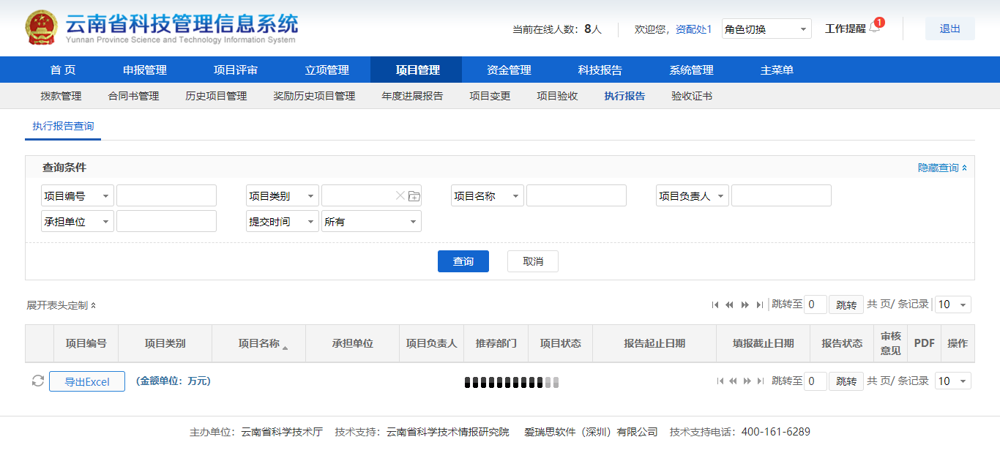 云南省科技管理信息系统
Yunnan Province Science and Technology Information System
当前在线人数：8人 欢迎您，资配处1 角色切换 工作提醒 1 退出
首 页 申报管理 项目评审 立项管理 项目管理 资金管理 科技报告 系统管理 主菜单
拨款管理 合同书管理 历史项目管理 奖励历史项目管理 年度进展报告 项目变更 项目验收 执行报告 验收证书
执行报告查询
查询条件 隐藏查询
项目编号 项目类别 项目名称 项目负责人
承担单位 提交时间 所有
查询 取消
展开表头定制 跳转至 0 跳转 共 页/ 条记录 10
项目编号 项目类别 项目名称 承担单位 项目负责人 推荐部门 项目状态 报告起止日期 填报截止日期 报告状态 审核意见 PDF 操作
导出Excel (金额单位：万元) 跳转至 0 跳转 共 页/ 条记录 10
主办单位：云南省科学技术厅 技术支持：云南省科学技术情报研究院 爱瑞思软件（深圳）有限公司 技术支持电话：400-161-6289